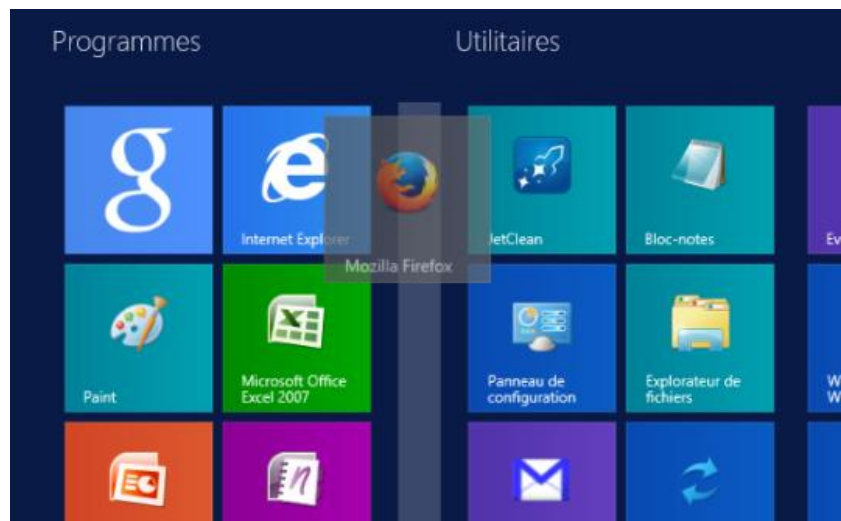 Programmes
Utilitaires
g
Internet Explorer
Mozilla Firefox
JetClean
Bloc-notes
Ev
Paint
Microsoft Office
Excel 2007
Panneau de
configuration
Explorateur de
fichiers
W
W